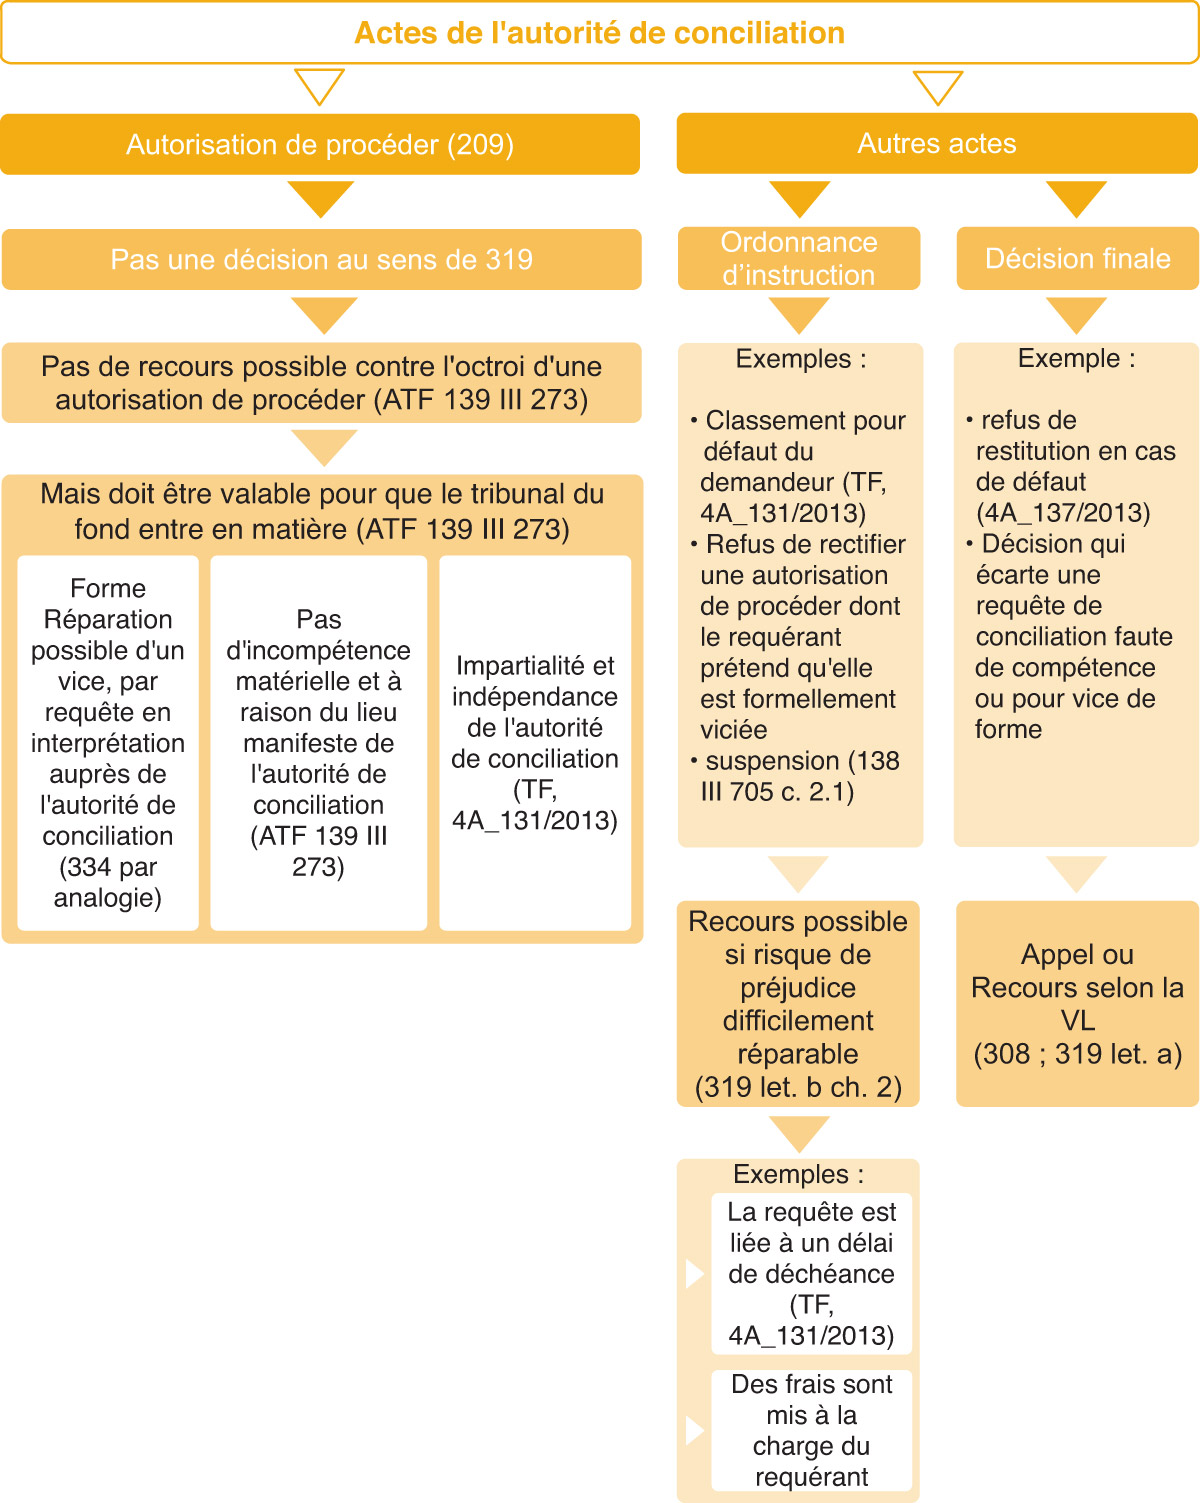 Actes de l'autorité de conciliation
Autorisation de procéder (209)
Pas une décision au sens de 319
Pas de recours possible contre l'octroi d'une
autorisation de procéder (ATF 139 III 273)
Mais doit être valable pour que le tribunal du
fond entre en matière (ATF 139 III 273)
Forme
Réparation
possible d'un
vice, par
requête en
interprétation
auprès de
l'autorité de
conciliation
(334 par
analogie)
Pas
d'incompétence
matérielle et à
raison du lieu
manifeste de
l'autorité de
conciliation
(ATF 139 III
273)
Impartialité et
indépendance
de l'autorité
de conciliation
(TF,
4A_131/2013)
Autres actes
Ordonnance
d’instruction
Exemples :
• Classement pour
défaut du
demandeur (TF,
4A_131/2013)
• Refus de rectifier
une autorisation
de procéder dont
le requérant
prétend qu'elle
est formellement
viciée
• suspension (138
III 705 c. 2.1)
Recours possible
si risque de
préjudice
difficilement
réparable
(319 let. b ch. 2)
Exemples :
La requête est
liée à un délai
de déchéance
(TF,
4A_131/2013)
Des frais sont
mis à la
charge du
requérant
Décision finale
Exemple :
• refus de
restitution en cas
de défaut
(4A_137/2013)
• Décision qui
écarte une
requête de
conciliation faute
de compétence
ou pour vice de
forme
Appel ou
Recours selon la
VL
(308 ; 319 let. a)